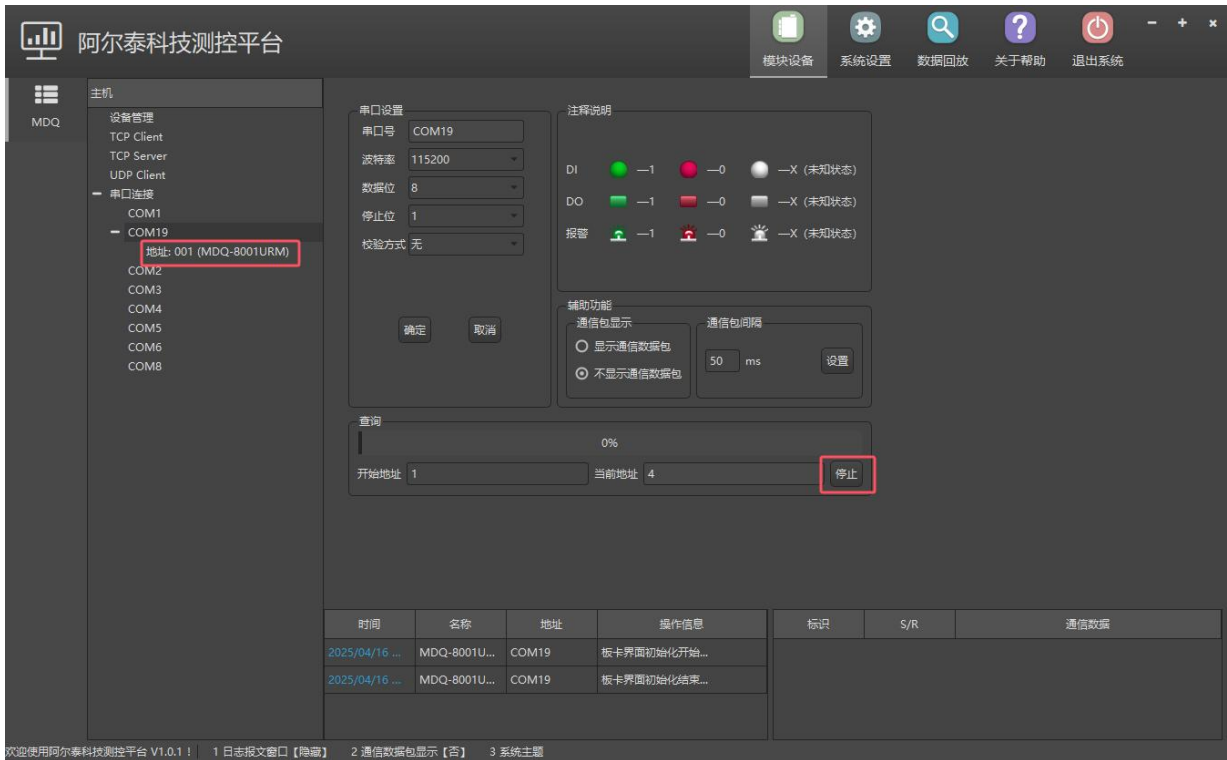 阿尔泰科技测控平台
模块设备 系统设置 数据回放 关于帮助 退出系统
MDQ
主机
设备管理
TCP Client
TCP Server
UDP Client
串口连接
COM1
COM19
地址: 001 (MDQ-8001URM)
COM2
COM3
COM4
COM5
COM6
COM8
串口设置
串口号 COM19
波特率 115200
数据位 8
停止位 1
校验方式 无
确定 取消
注释说明
DI —1 —0 —X (未知状态)
DO —1 —0 —X (未知状态)
报警 —1 —0 —X (未知状态)
辅助功能
通信包显示
显示通信数据包
不显示通信数据包
通信包间隔
50 ms 设置
查询
0%
开始地址 1 当前地址 4 停止
时间 名称 地址 操作信息
2025/04/16 ... MDQ-8001U... COM19 板卡界面初始化开始...
2025/04/16 ... MDQ-8001U... COM19 板卡界面初始化结束...
标识 S/R 通信数据
欢迎使用阿尔泰科技测控平台 V1.0.1！ 1 日志报文窗口【隐藏】 2 通信数据包显示【否】 3 系统主题